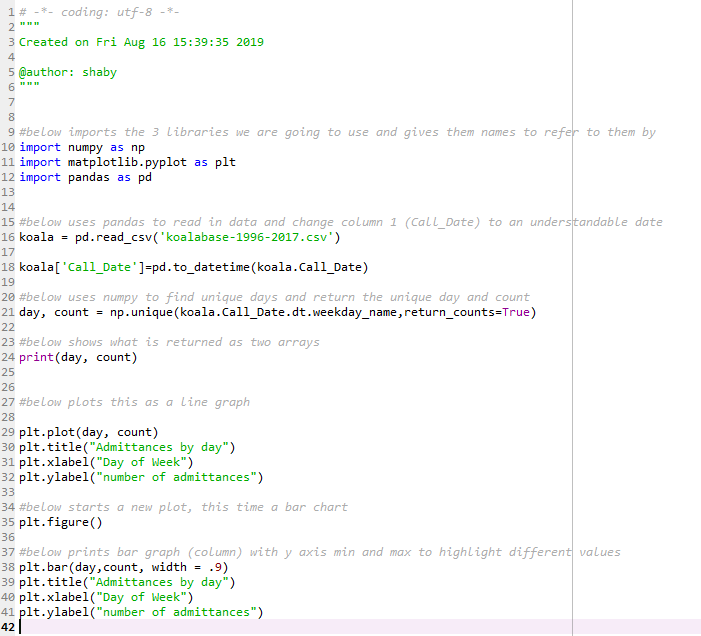 1 # -*- coding: utf-8 -*-
2 """
3 Created on Fri Aug 16 15:39:35 2019
4
5 @author: shaby
6 """
7
8
9 #below imports the 3 libraries we are going to use and gives them names to refer to them by
10 import numpy as np
11 import matplotlib.pyplot as plt
12 import pandas as pd
13
14
15 #below uses pandas to read in data and change column 1 (Call_Date) to an understandable date
16 koala = pd.read_csv('koalabase-1996-2017.csv')
17
18 koala['Call_Date']=pd.to_datetime(koala.Call_Date)
19
20 #below uses numpy to find unique days and return the unique day and count
21 day, count = np.unique(koala.Call_Date.dt.weekday_name,return_counts=True)
22
23 #below shows what is returned as two arrays
24 print(day, count)
25
26
27 #below plots this as a line graph
28
29 plt.plot(day, count)
30 plt.title("Admittances by day")
31 plt.xlabel("Day of Week")
32 plt.ylabel("number of admittances")
33
34 #below starts a new plot, this time a bar chart
35 plt.figure()
36
37 #below prints bar graph (column) with y axis min and max to highlight different values
38 plt.bar(day,count, width = .9)
39 plt.title("Admittances by day")
40 plt.xlabel("Day of Week")
41 plt.ylabel("number of admittances")
42